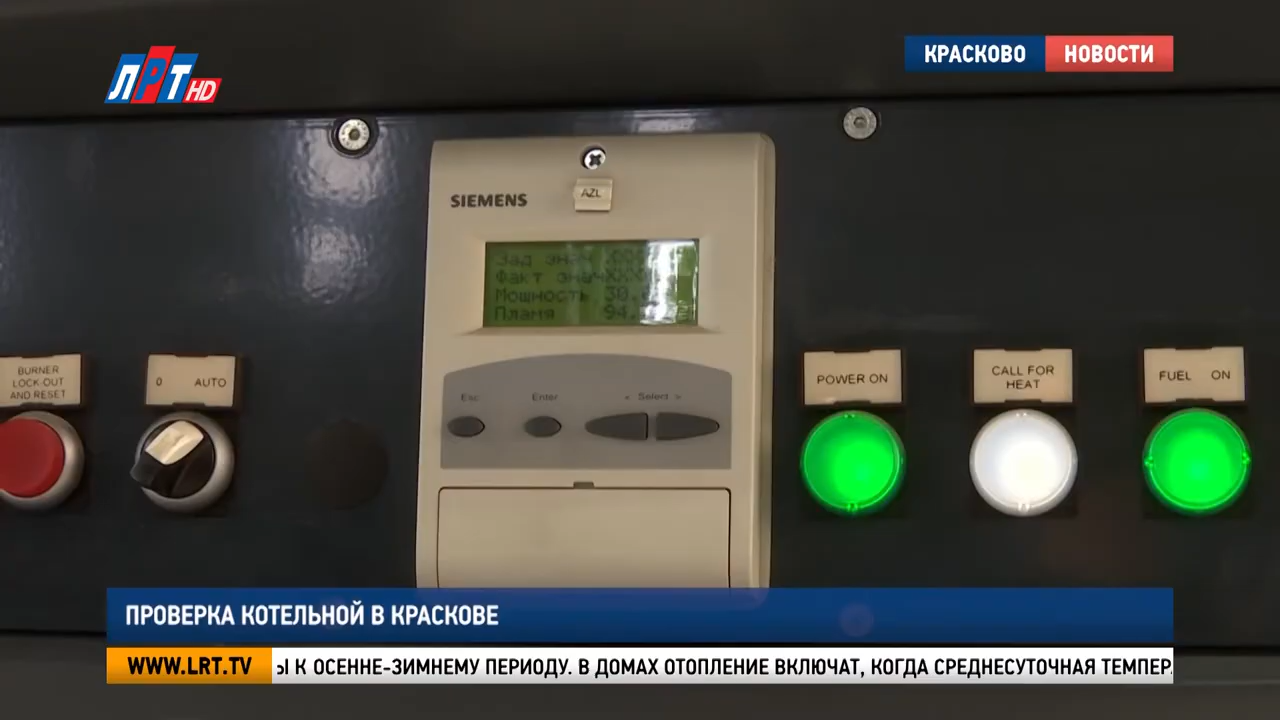 ЛРТ HD
КРАСКОВО НОВОСТИ
SIEMENS
AZL
Зад знач
Факт знач
Мощность
Пламя
Esc
Enter
< Select >
BURNER
LOCK-OUT
AND RESET
0 AUTO
POWER ON
CALL FOR
HEAT
FUEL ON
ПРОВЕРКА КОТЕЛЬНОЙ В КРАСКОВЕ
WWW.LRT.TV
К ОСЕННЕ-ЗИМНЕМУ ПЕРИОДУ. В ДОМАХ ОТОПЛЕНИЕ ВКЛЮЧАТ, КОГДА СРЕДНЕСУТОЧНАЯ ТЕМПЕР